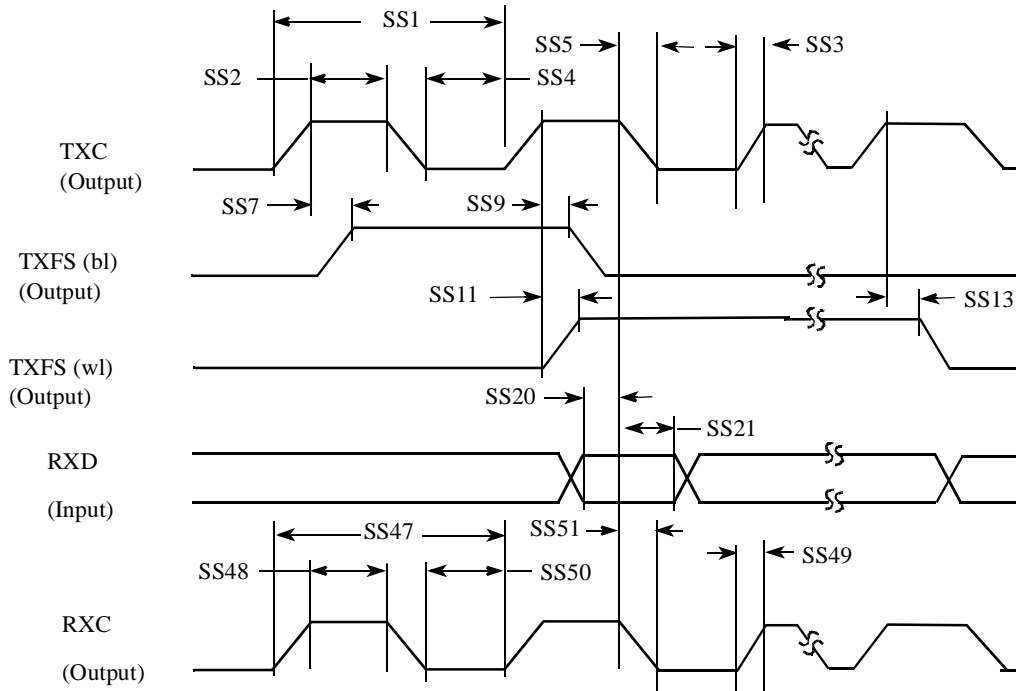 SS1
SS5
SS3
SS2
SS4
TXC
(Output)
SS7
SS9
TXFS (bl)
(Output)
SS11
SS13
TXFS (wl)
(Output)
SS20
SS21
RXD
(Input)
SS47
SS51
SS49
SS48
SS50
RXC
(Output)